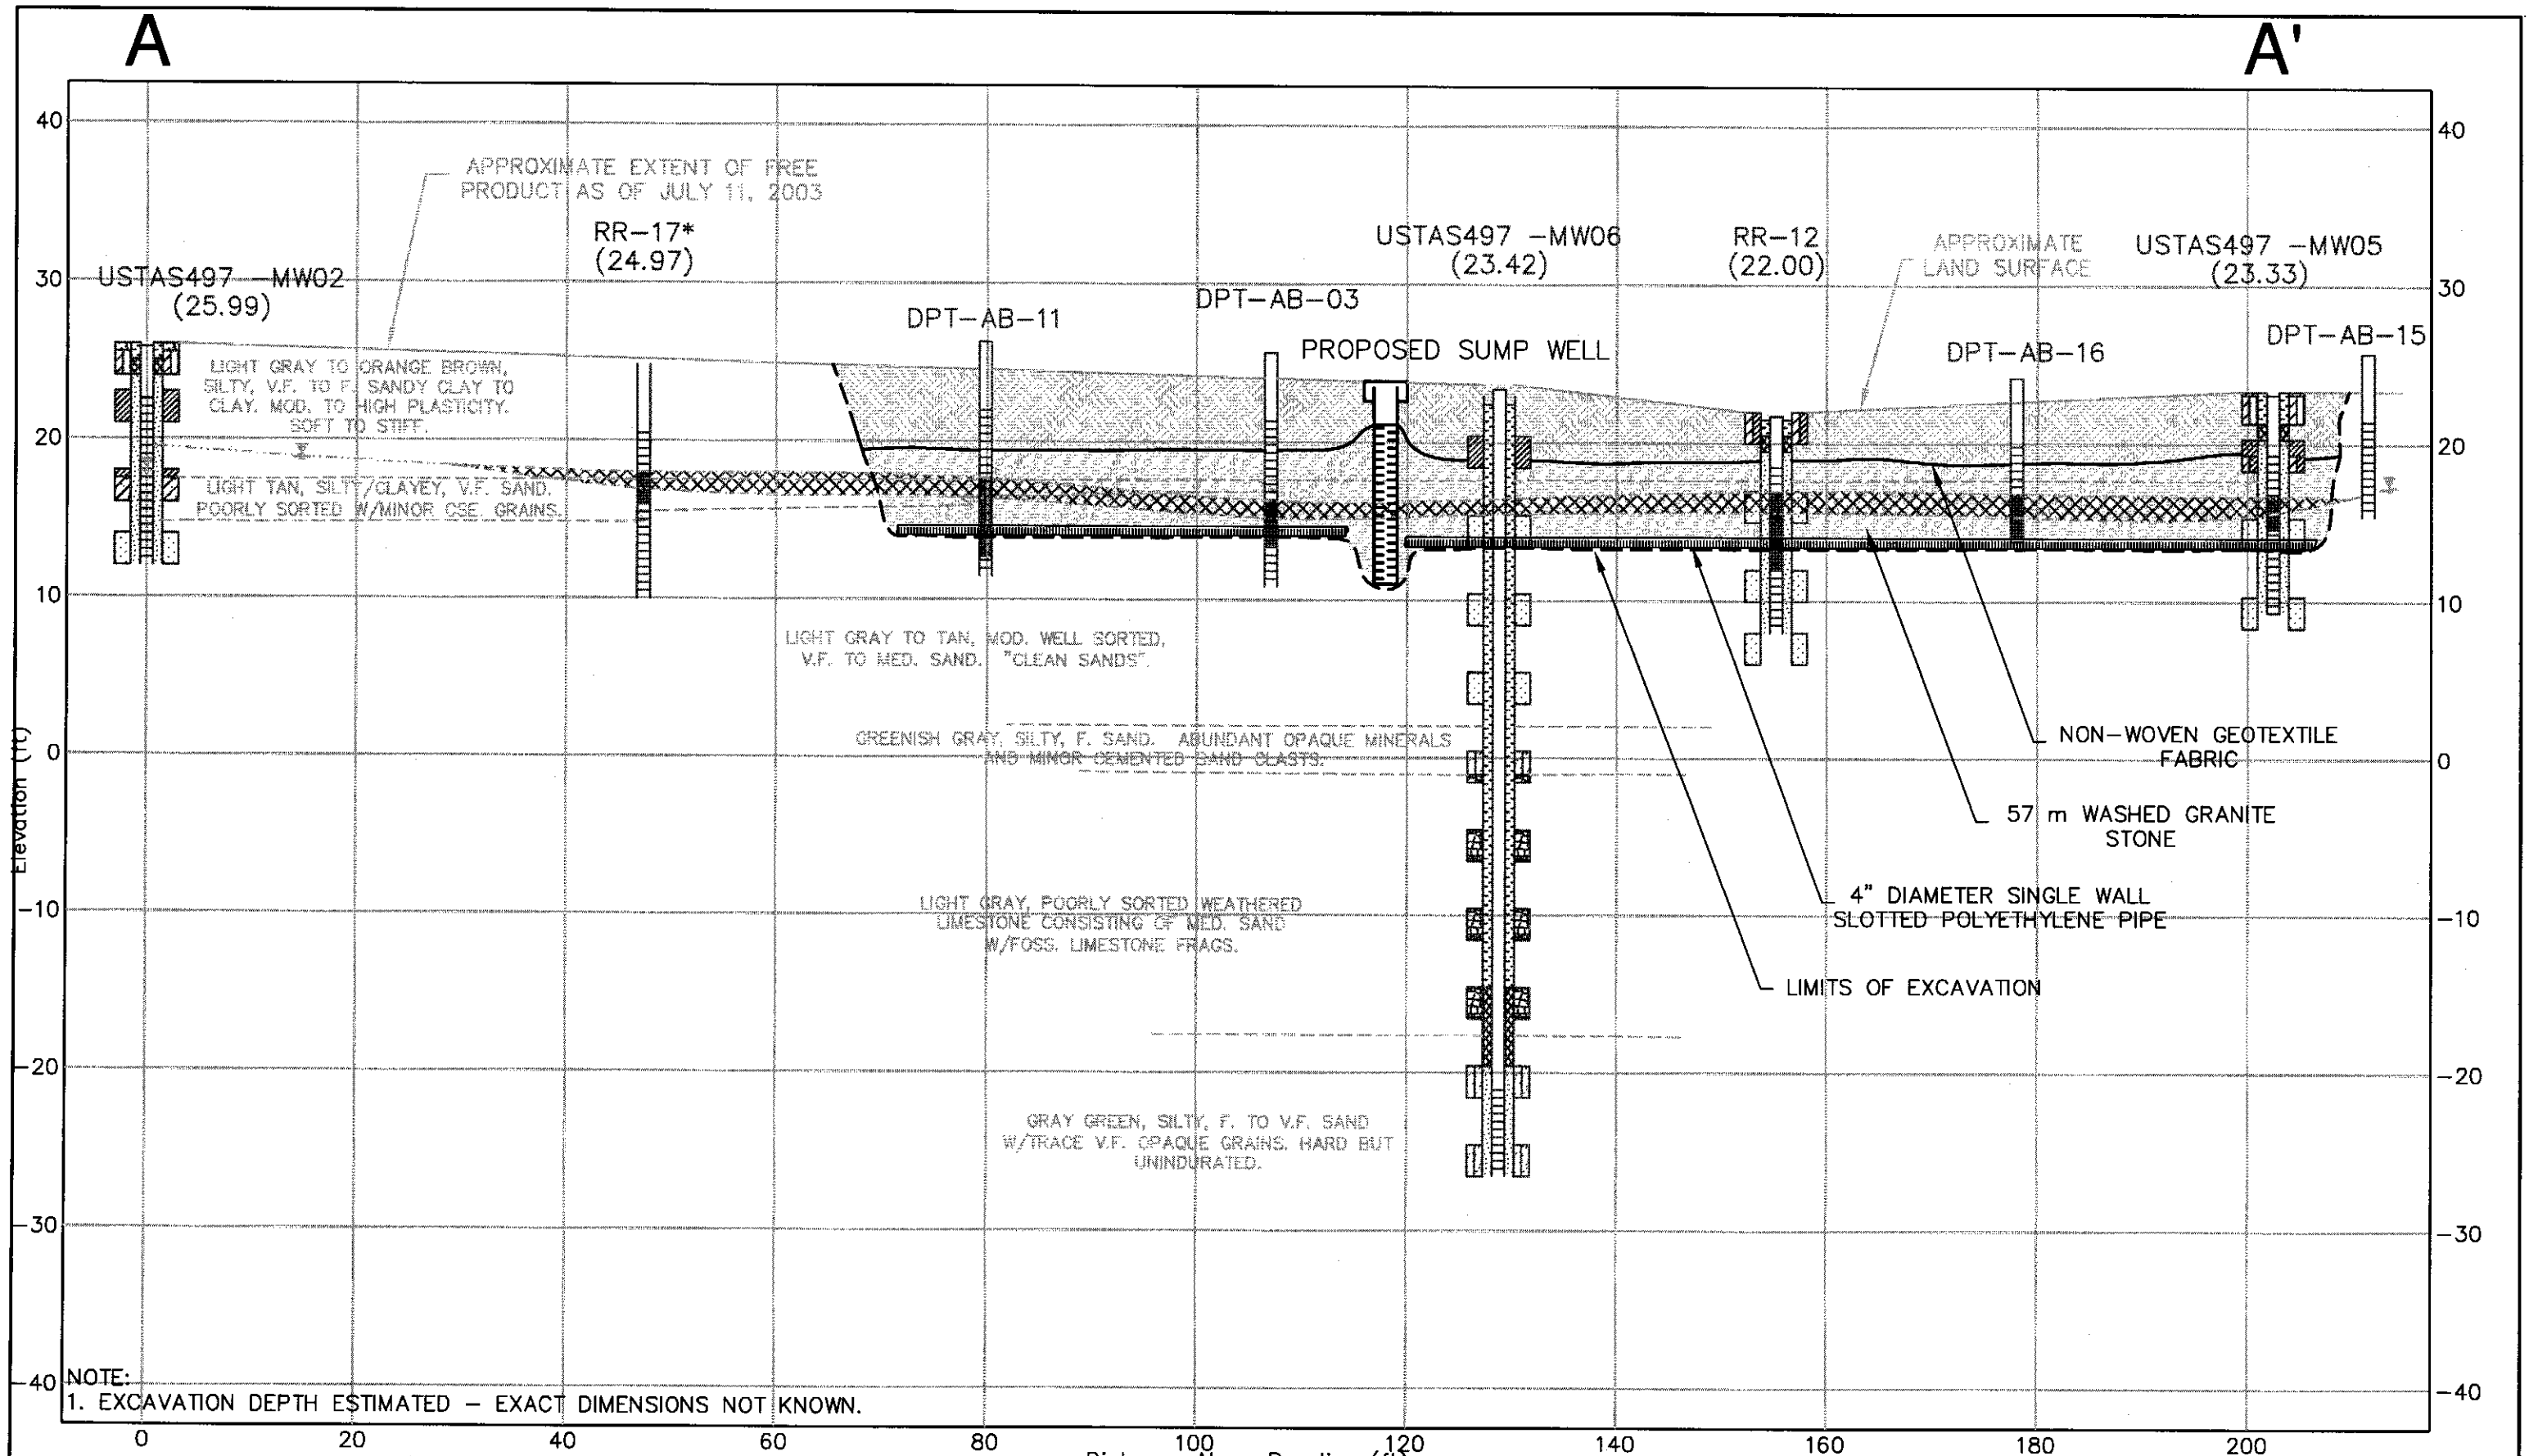 A
A'
40
30
20
10
0
-10
-20
-30
-40
Elevation (ft)
APPROXIMATE EXTENT OF FREE
PRODUCT AS OF JULY 11, 2003
USTAS497 -MW02
(25.99)
RR-17*
(24.97)
DPT-AB-11
DPT-AB-03
PROPOSED SUMP WELL
USTAS497 -MW06
(23.42)
RR-12
(22.00)
APPROXIMATE
LAND SURFACE
DPT-AB-16
USTAS497 -MW05
(23.33)
DPT-AB-15
LIGHT GRAY TO ORANGE BROWN,
SILTY, V.F. TO F. SANDY CLAY TO
CLAY. MOD. TO HIGH PLASTICITY.
SOFT TO STIFF.
LIGHT TAN, SILTY/CLAYEY, V.F. SAND.
POORLY SORTED W/MINOR CSE. GRAINS.
LIGHT GRAY TO TAN, MOD. WELL SORTED,
V.F. TO MED. SAND. "CLEAN SANDS".
GREENISH GRAY, SILTY, F. SAND. ABUNDANT OPAQUE MINERALS
AND MINOR CEMENTED SAND CLASTS.
LIGHT GRAY, POORLY SORTED WEATHERED
LIMESTONE CONSISTING OF MED. SAND
W/FOSS. LIMESTONE FRAGS.
GRAY GREEN, SILTY, F. TO V.F. SAND
W/TRACE V.F. OPAQUE GRAINS. HARD BUT
UNINDURATED.
NON-WOVEN GEOTEXTILE
FABRIC
57 m WASHED GRANITE
STONE
4" DIAMETER SINGLE WALL
SLOTTED POLYETHYLENE PIPE
LIMITS OF EXCAVATION
40
30
20
10
0
-10
-20
-30
-40
NOTE:
1. EXCAVATION DEPTH ESTIMATED - EXACT DIMENSIONS NOT KNOWN.
0 20 40 60 80 100 120 140 160 180 200